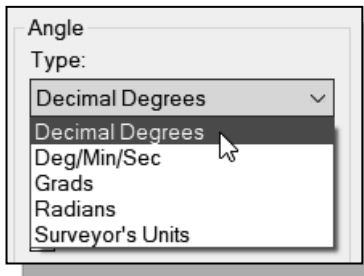 Angle
Type:
Decimal Degrees
Decimal Degrees
Deg/Min/Sec
Grads
Radians
Surveyor's Units